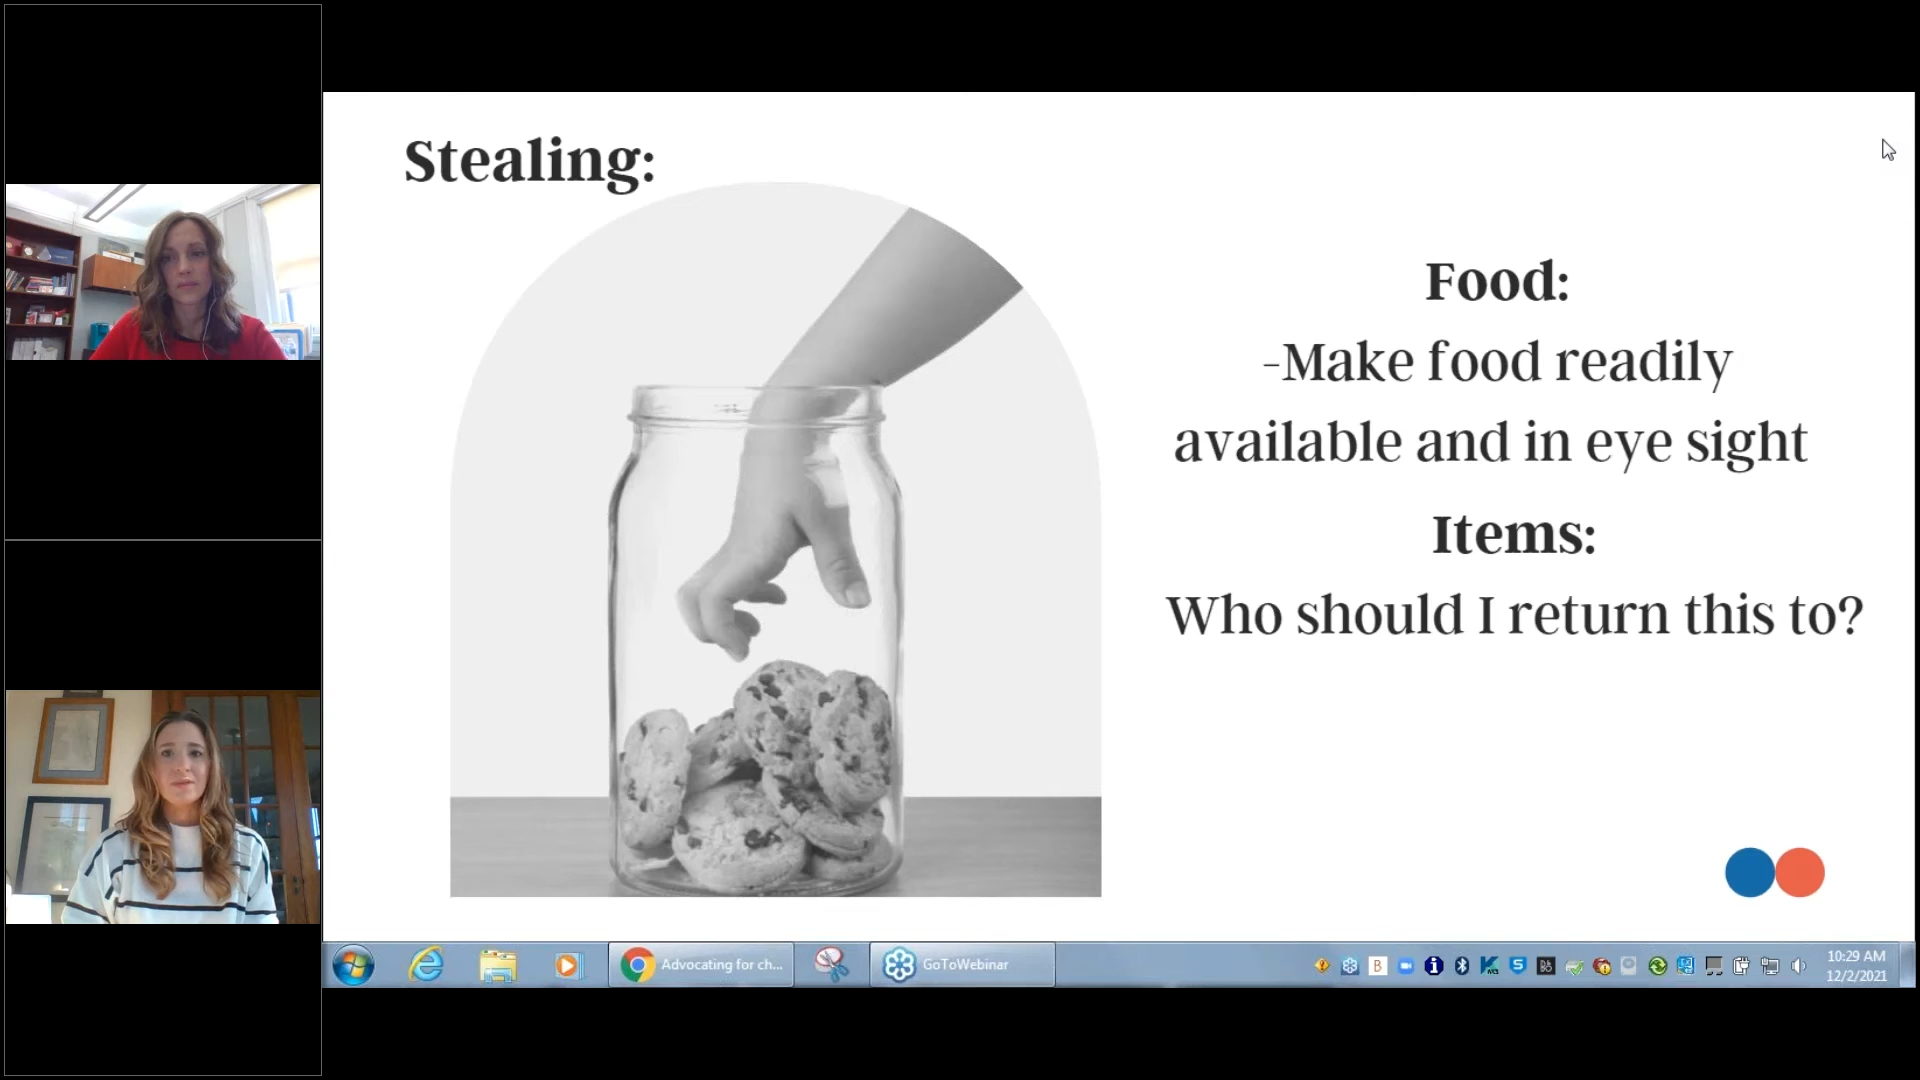 Stealing:
Food:
-Make food readily
available and in eye sight
Items:
Who should I return this to?
Advocating for ch...
GoToWebinar
10:29 AM
12/2/2021